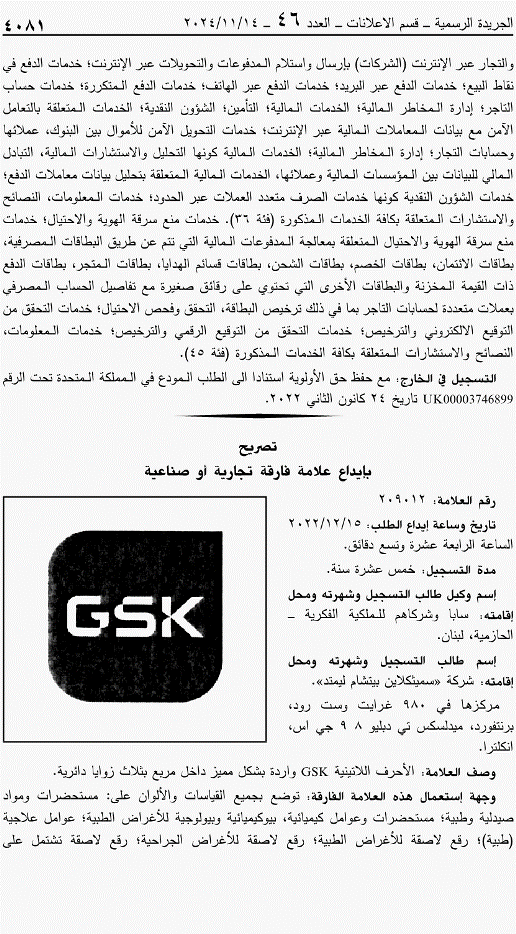 الجريدة الرسمية ــ قسم الاعلانات ــ العدد ٤٦ ــ ٢٠٢٤/١١/١٤
٤٠٨١
والتجار عبر الإنترنت (الشركات) بإرسال واستلام المدفوعات والتحويلات عبر الإنترنت؛ خدمات الدفع في
نقاط البيع؛ خدمات الدفع عبر البريد؛ خدمات الدفع عبر الهاتف؛ خدمات الدفع المتكررة؛ خدمات حساب
التاجر؛ إدارة المخاطر المالية؛ الخدمات المالية؛ التأمين؛ الشؤون النقدية؛ الخدمات المتعلقة بالتعامل
الآمن مع بيانات المعاملات المالية عبر الإنترنت؛ خدمات التحويل الآمن للأموال بين البنوك، عملائها
وحسابات التجار؛ إدارة المخاطر المالية؛ الخدمات المالية كونها التحليل والاستشارات المالية، التبادل
المالي للبيانات بين المؤسسات المالية وعملائها، الخدمات المالية المتعلقة بتحليل بيانات معاملات الدفع؛
خدمات الشؤون النقدية كونها خدمات الصرف متعدد العملات عبر الحدود؛ خدمات المعلومات، النصائح
والاستشارات المتعلقة بكافة الخدمات المذكورة (فئة ٣٦). خدمات منع سرقة الهوية والاحتيال؛ خدمات
منع سرقة الهوية والاحتيال المتعلقة بمعالجة المدفوعات المالية التي تتم عن طريق البطاقات المصرفية،
بطاقات الائتمان، بطاقات الخصم، بطاقات الشحن، بطاقات قسائم الهدايا، بطاقات المتجر، بطاقات الدفع
ذات القيمة المخزنة والبطاقات الأخرى التي تحتوي على رقائق صغيرة مع تفاصيل الحساب المصرفي
بعملات متعددة لحسابات التاجر بما في ذلك ترخيص البطاقة، التحقق وفحص الاحتيال؛ خدمات التحقق من
التوقيع الالكتروني والترخيص؛ خدمات التحقق من التوقيع الرقمي والترخيص؛ خدمات المعلومات،
النصائح والاستشارات المتعلقة بكافة الخدمات المذكورة (فئة ٤٥).
التسجيل في الخارج: مع حفظ حق الأولوية استنادا الى الطلب المودع في المملكة المتحدة تحت الرقم
UK00003746899 تاريخ ٢٤ كانون الثاني ٢٠٢٢.
تصريح
بإيداع علامة فارقة تجارية أو صناعية
رقم العلامة: ٢٠٩٠١٢
تاريخ وساعة إيداع الطلب: ٢٠٢٢/١٢/١٥
الساعة الرابعة عشرة وتسع دقائق.
مدة التسجيل: خمس عشرة سنة.
إسم وكيل طالب التسجيل وشهرته ومحل
إقامته: سابا وشركاهم للملكية الفكرية ــ
الحازمية، لبنان.
إسم طالب التسجيل وشهرته ومحل
إقامته: شركة «سميثكلاين بيتشام ليمتد».
مركزها في ٩٨٠ غرايت وست رود،
برنتفورد، ميدلسكس تي دبليو ٨ ٩ جي اس،
انكلترا.
GSK
وصف العلامة: الأحرف اللاتينية GSK واردة بشكل مميز داخل مربع بثلاث زوايا دائرية.
وجهة إستعمال هذه العلامة الفارقة: توضع بجميع القياسات والألوان على: مستحضرات ومواد
صيدلية وطبية؛ مستحضرات وعوامل كيميائية، بيوكيميائية وبيولوجية للأغراض الطبية؛ عوامل علاجية
(طبية)؛ رقع لاصقة للأغراض الطبية؛ رقع لاصقة للأغراض الجراحية؛ رقع لاصقة تشتمل على